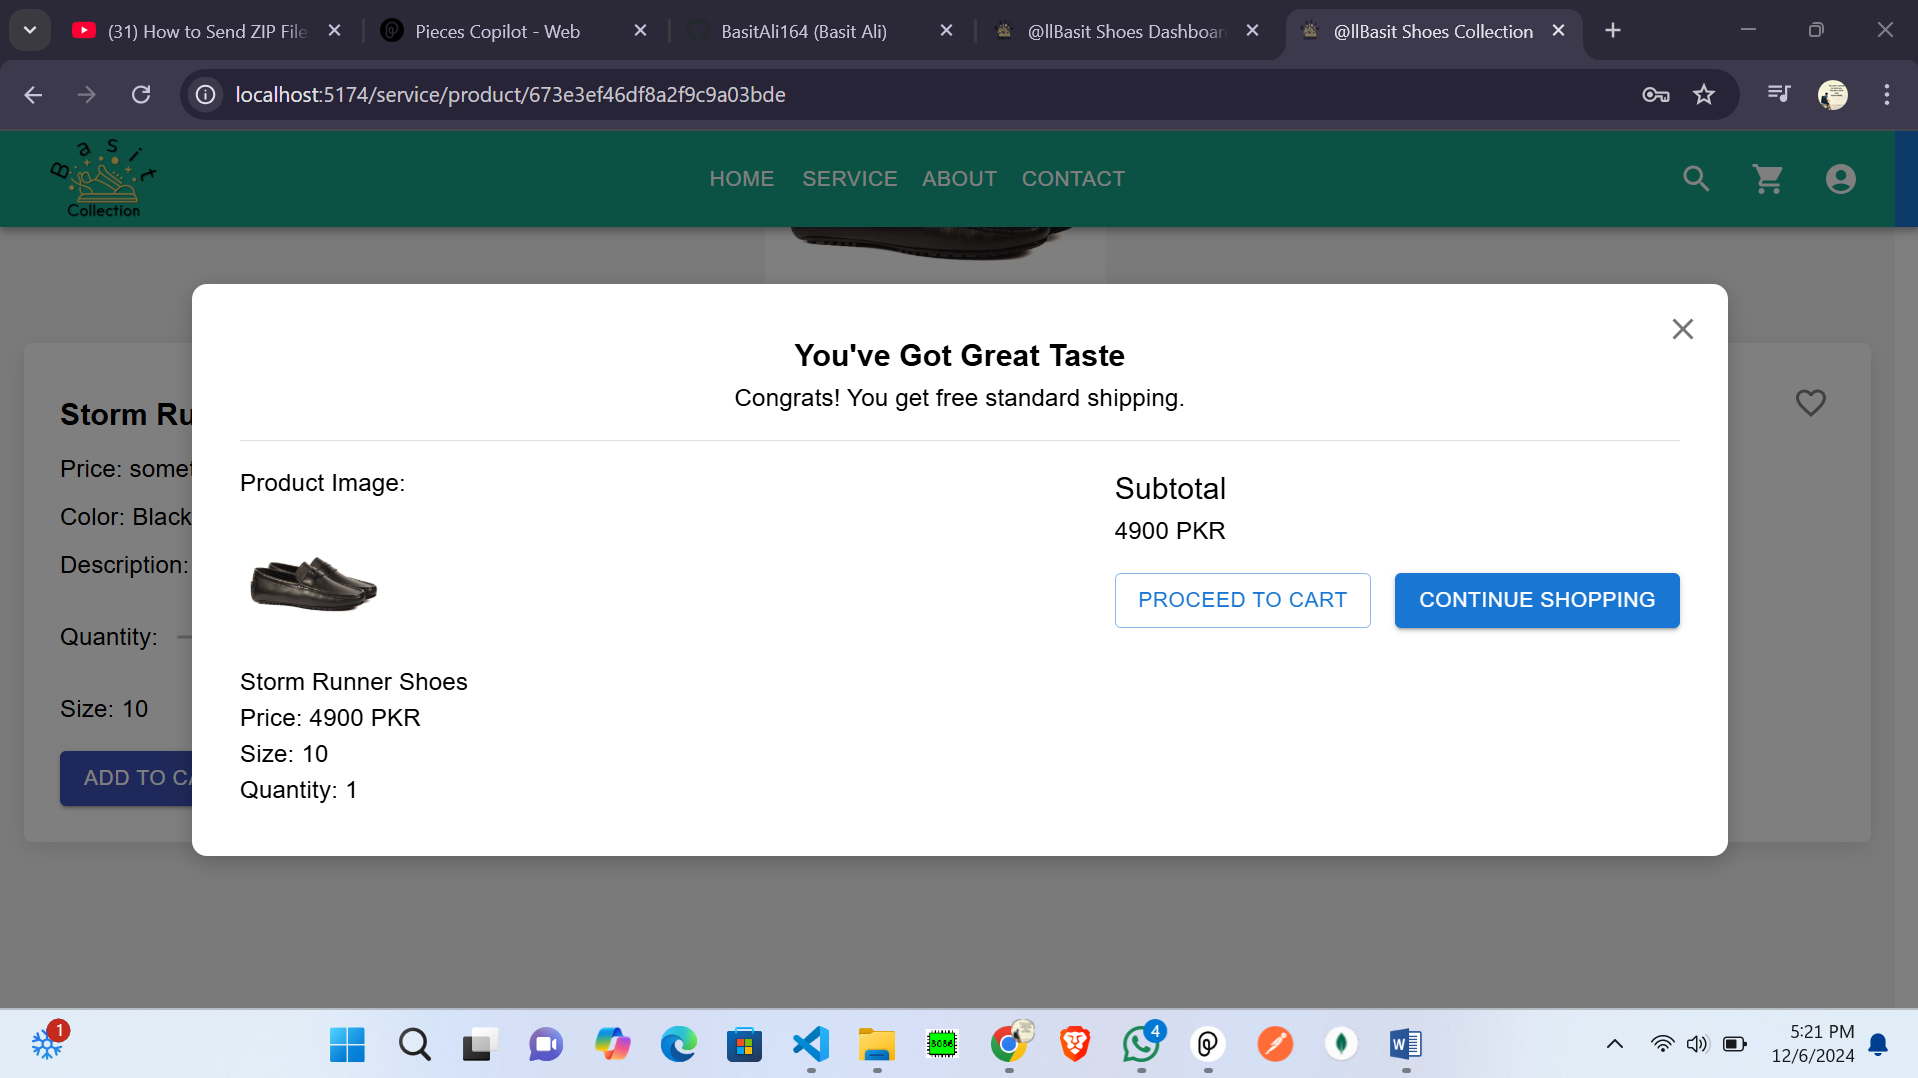 (31) How to Send ZIP File
Pieces Copilot - Web
BasitAli164 (Basit Ali)
@llBasit Shoes Dashboar
@llBasit Shoes Collection
localhost:5174/service/product/673e3ef46df8a2f9c9a03bde
Basit
Collection
HOME
SERVICE
ABOUT
CONTACT
You've Got Great Taste
Congrats! You get free standard shipping.
Storm Ru
Price: somet
Color: Black
Description:
Quantity:
Size: 10
ADD TO CA
Product Image:
Storm Runner Shoes
Price: 4900 PKR
Size: 10
Quantity: 1
Subtotal
4900 PKR
PROCEED TO CART
CONTINUE SHOPPING
1
8086
4
5:21 PM
12/6/2024